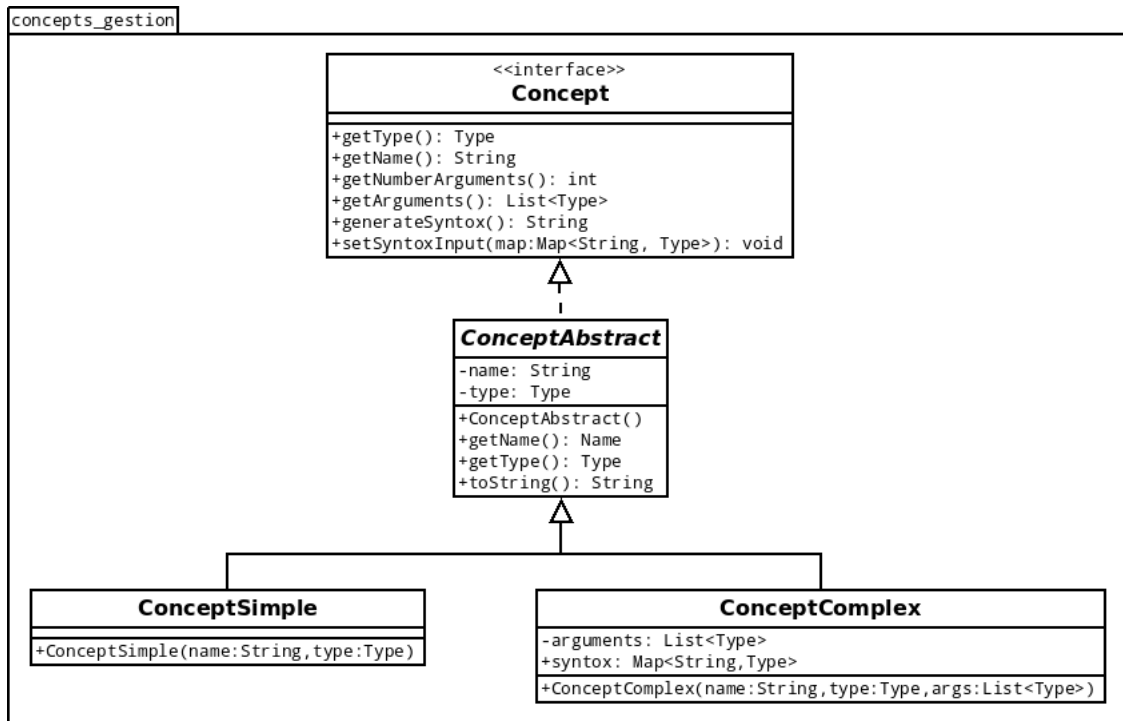 concepts_gestion
<<interface>>
Concept
+getType(): Type
+getName(): String
+getNumberArguments(): int
+getArguments(): List<Type>
+generateSyntox(): String
+setSyntoxInput(map:Map<String, Type>): void
ConceptAbstract
-name: String
-type: Type
+ConceptAbstract()
+getName(): Name
+getType(): Type
+toString(): String
ConceptSimple
+ConceptSimple(name:String,type:Type)
ConceptComplex
-arguments: List<Type>
+syntox: Map<String,Type>
+ConceptComplex(name:String,type:Type,args:List<Type>)